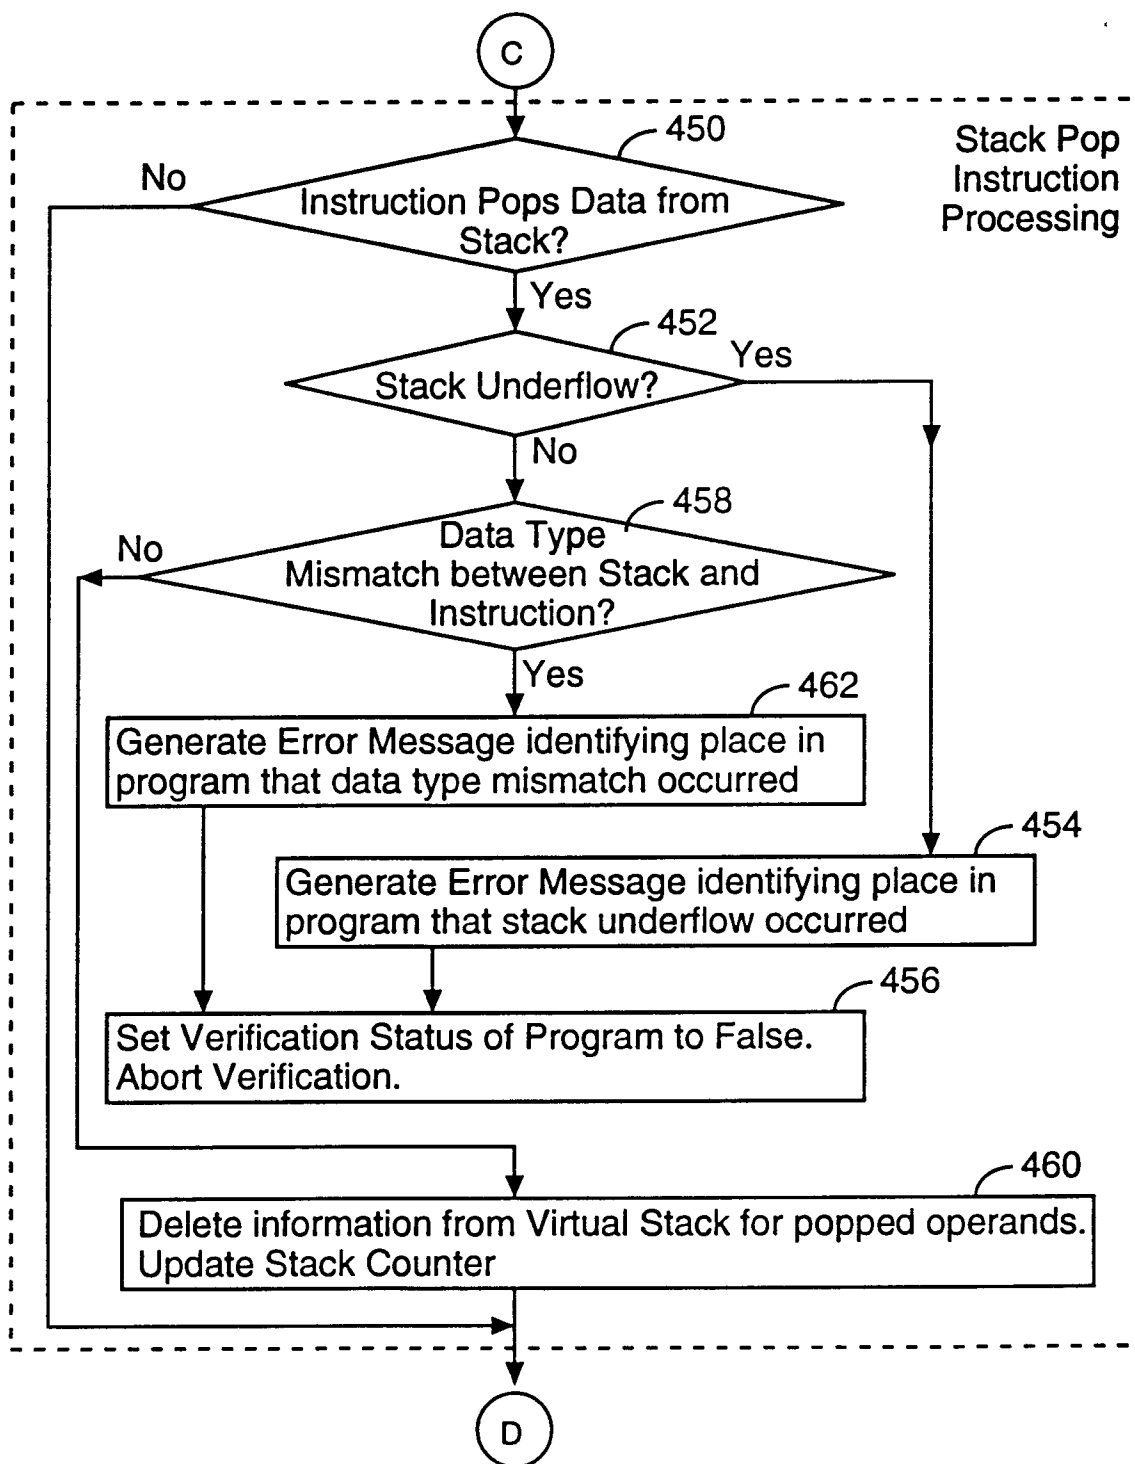 C
450
Stack Pop
Instruction
Processing
No
Instruction Pops Data from
Stack?
Yes
452
Yes
Stack Underflow?
No
458
No
Data Type
Mismatch between Stack and
Instruction?
Yes
462
Generate Error Message identifying place in
program that data type mismatch occurred
454
Generate Error Message identifying place in
program that stack underflow occurred
456
Set Verification Status of Program to False.
Abort Verification.
460
Delete information from Virtual Stack for popped operands.
Update Stack Counter
D